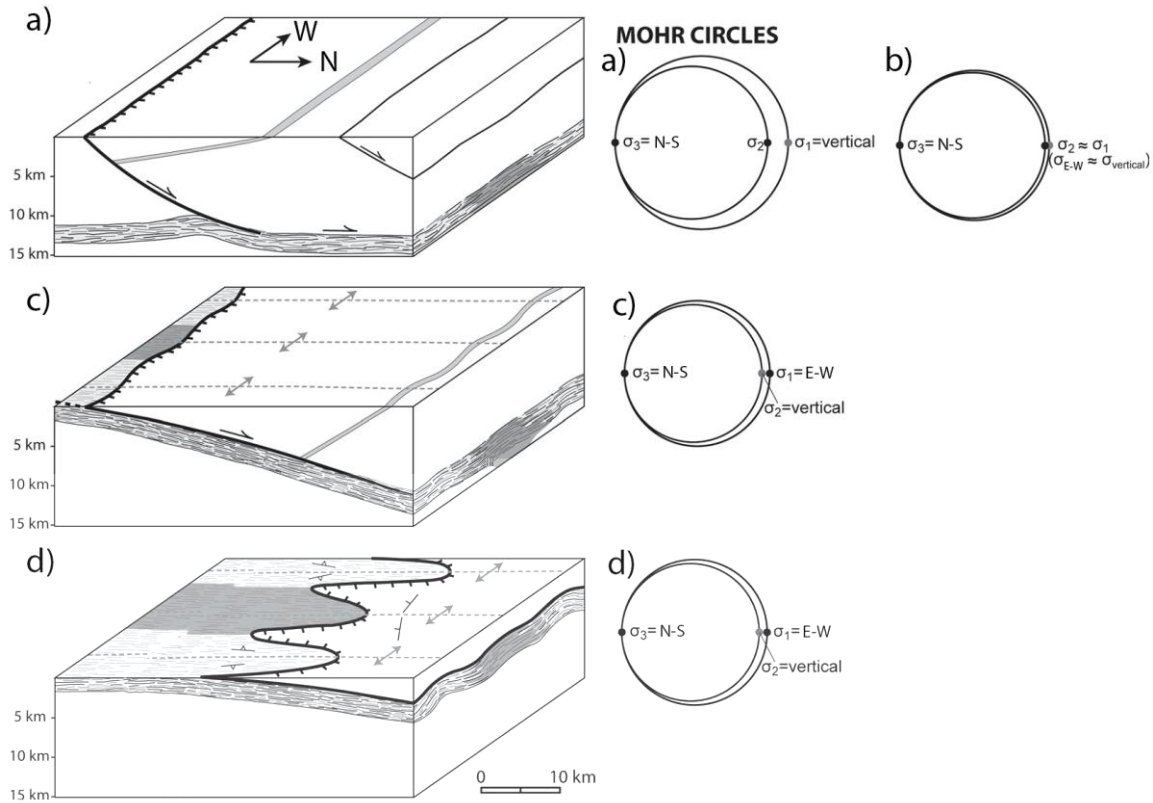 a)
W
N
5 km
10 km
15 km
MOHR CIRCLES
a)
σ3= N-S
σ2
σ1=vertical
b)
σ3= N-S
σ2 ≈ σ1
(σE-W ≈ σvertical)
c)
5 km
10 km
15 km
c)
σ3= N-S
σ1= E-W
σ2=vertical
d)
5 km
10 km
15 km
0 10 km
d)
σ3= N-S
σ1= E-W
σ2=vertical